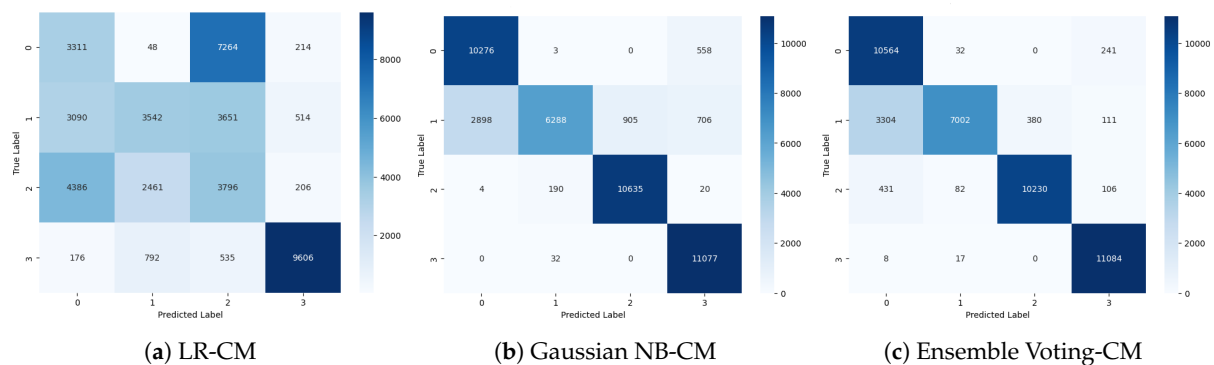 0 3311 48 7264 214
1 3090 3542 3651 514
2 4386 2461 3796 206
3 176 792 535 9606
0 1 2 3
True Label
Predicted Label
8000
6000
4000
2000
(a) LR-CM
0 10276 3 0 558
1 2898 6288 905 706
2 4 190 10635 20
3 0 32 0 11077
0 1 2 3
True Label
Predicted Label
10000
8000
6000
4000
2000
0
(b) Gaussian NB-CM
0 10564 32 0 241
1 3304 7002 380 111
2 431 82 10230 106
3 8 17 0 11084
0 1 2 3
True Label
Predicted Label
10000
8000
6000
4000
2000
0
(c) Ensemble Voting-CM